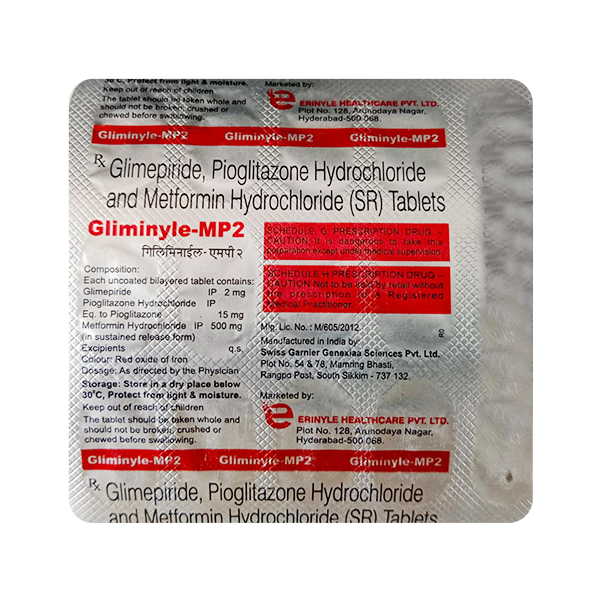 30°C, Protect from light & moisture.
Keep out of reach of children
The tablet should be taken whole and
should not be broken, crushed or
chewed before swallowing.
Marketed by:
e
ERINYLE HEALTHCARE PVT. LTD.
Plot No. 128, Arunodaya Nagar,
Hyderabad-500 068.
Gliminyle-MP2 Gliminyle-MP2 Gliminyle-MP2
Rx Glimepiride, Pioglitazone Hydrochloride
and Metformin Hydrochloride (SR) Tablets
Gliminyle-MP2
गिलिमिनाईल - एमपी २
Composition:
Each uncoated bilayered tablet contains:
Glimepiride IP 2 mg
Pioglitazone Hydrochloride IP
Eq. to Pioglitazone 15 mg
Metformin Hydrochloride IP 500 mg
(in sustained release form)
Excipients q.s.
Colour: Red oxide of Iron
Dosage: As directed by the Physician
Storage: Store in a dry place below
30°C, Protect from light & moisture.
Keep out of reach of children
The tablet should be taken whole and
should not be broken, crushed or
chewed before swallowing.
SCHEDULE G PRESCRIPTION DRUG -
CAUTION It is dangerous to take this
preparation except under medical supervision.
SCHEDULE H PRESCRIPTION DRUG -
CAUTION Not to be sold by retail without
the prescription of a Registered
Medical Practitioner.
Mfg. Lic. No. : M/605/2012
Manufactured in India by:
Swiss Garnier Genexiaa Sciences Pvt. Ltd.
Plot No. 54 & 78, Mamring Bhasti,
Rangpo Post, South Sikkim - 737 132.
Marketed by:
e
ERINYLE HEALTHCARE PVT. LTD.
Plot No. 128, Arunodaya Nagar,
Hyderabad-500 068.
Gliminyle-MP2 Gliminyle-MP2 Gliminyle-MP2
Rx Glimepiride, Pioglitazone Hydrochloride
and Metformin Hydrochloride (SR) Tablets